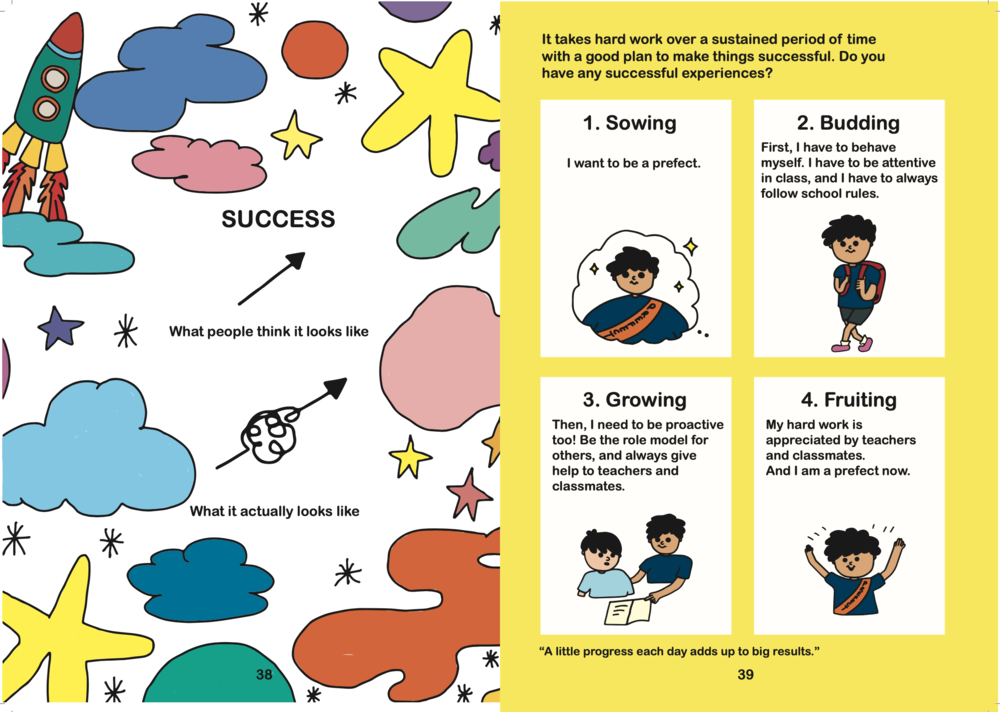 SUCCESS
What people think it looks like
What it actually looks like
38
It takes hard work over a sustained period of time
with a good plan to make things successful. Do you
have any successful experiences?
1. Sowing
I want to be a prefect.
2. Budding
First, I have to behave
myself. I have to be attentive
in class, and I have to always
follow school rules.
3. Growing
Then, I need to be proactive
too! Be the role model for
others, and always give
help to teachers and
classmates.
4. Fruiting
My hard work is
appreciated by teachers
and classmates.
And I am a prefect now.
“A little progress each day adds up to big results.”
39